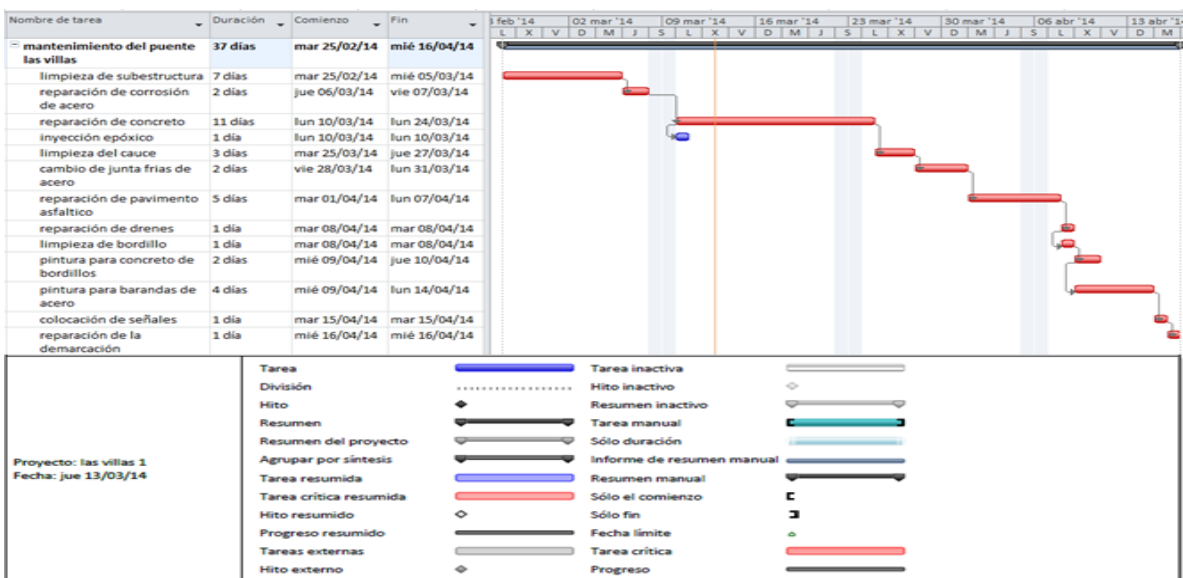 Nombre de tarea Duración Comienzo Fin feb '14 02 mar '14 09 mar '14 16 mar '14 23 mar '14 30 mar '14 06 abr '14 13 abr '1
L X V D M J S L X V D M J S L X V D M J S L X V D M
mantenimiento del puente 37 días mar 25/02/14 mié 16/04/14
las villas
limpieza de subestructura 7 días mar 25/02/14 mié 05/03/14
reparación de corrosión 2 días jue 06/03/14 vie 07/03/14
de acero
reparación de concreto 11 días lun 10/03/14 lun 24/03/14
inyección epóxico 1 día lun 10/03/14 lun 10/03/14
limpieza del cauce 3 días mar 25/03/14 jue 27/03/14
cambio de junta frias de 2 días vie 28/03/14 lun 31/03/14
acero
reparación de pavimento 5 días mar 01/04/14 lun 07/04/14
asfaltico
reparación de drenes 1 día mar 08/04/14 mar 08/04/14
limpieza de bordillo 1 día mar 08/04/14 mar 08/04/14
pintura para concreto de 2 días mié 09/04/14 jue 10/04/14
bordillos
pintura para barandas de 4 días mié 09/04/14 lun 14/04/14
acero
colocación de señales 1 día mar 15/04/14 mar 15/04/14
reparación de la 1 día mié 16/04/14 mié 16/04/14
demarcación
Proyecto: las villas 1
Fecha: jue 13/03/14
Tarea Tarea inactiva
División Hito inactivo
Hito Resumen inactivo
Resumen Tarea manual
Resumen del proyecto Sólo duración
Agrupar por síntesis Informe de resumen manual
Tarea resumida Resumen manual
Tarea crítica resumida Sólo el comienzo
Hito resumido Sólo fin
Progreso resumido Fecha límite
Tareas externas Tarea crítica
Hito externo Progreso